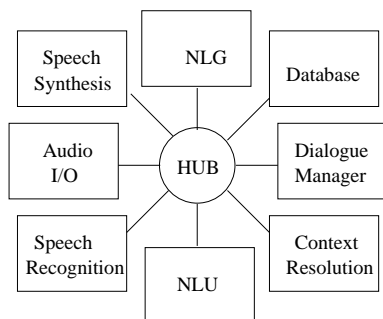 NLG
Speech
Synthesis
Database
Audio
I/O
HUB
Dialogue
Manager
Speech
Recognition
NLU
Context
Resolution